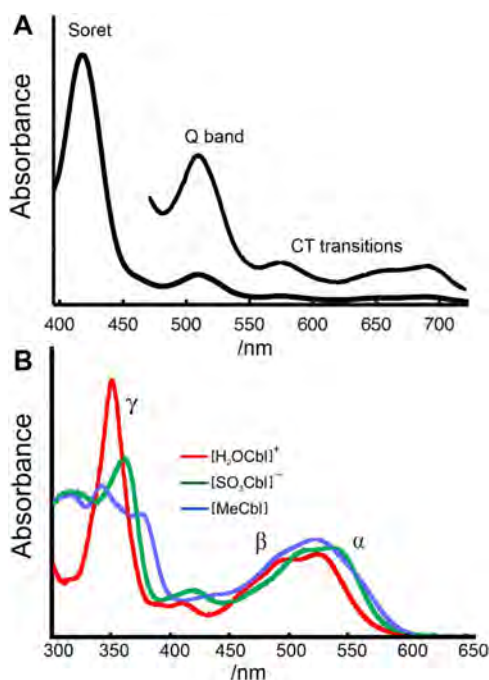 A
Soret
Q band
CT transitions
Absorbance
400 450 500 550 600 650 700
/nm
B
γ
[H₂OCbl]⁺
[SO₃Cbl]⁻
[MeCbl]
β α
Absorbance
300 350 400 450 500 550 600 650
/nm